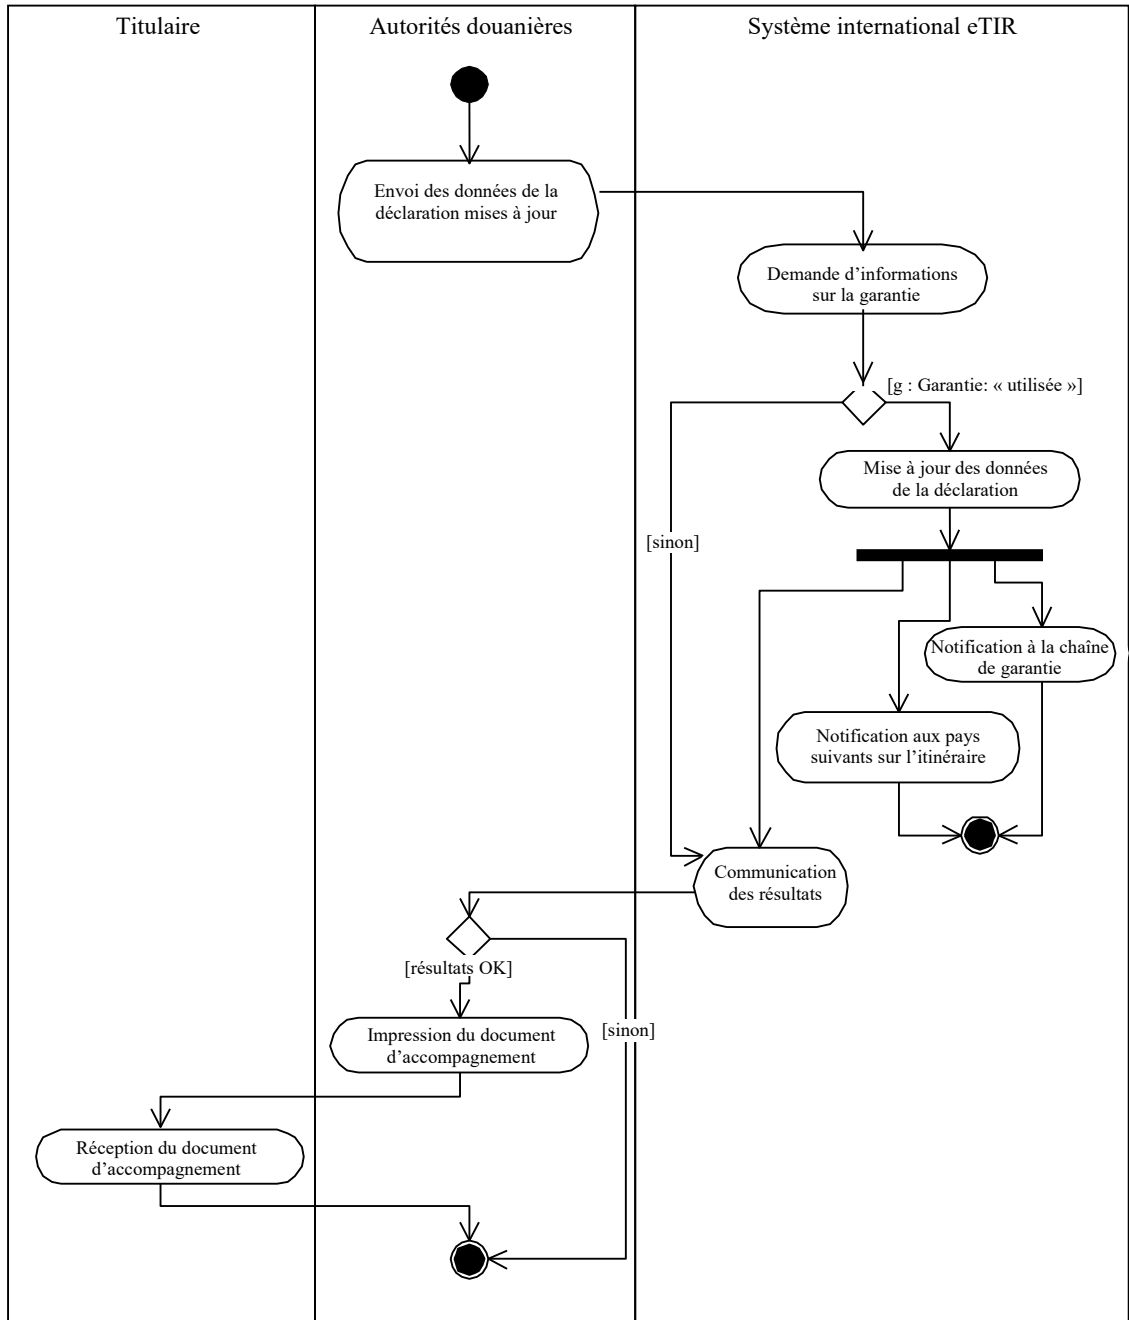 Titulaire
Autorités douanières
Système international eTIR
Envoi des données de la
déclaration mises à jour
Demande d’informations
sur la garantie
[g : Garantie: « utilisée »]
Mise à jour des données
de la déclaration
[sinon]
Notification à la chaîne
de garantie
Notification aux pays
suivants sur l’itinéraire
Communication
des résultats
[résultats OK]
[sinon]
Impression du document
d’accompagnement
Réception du document
d’accompagnement